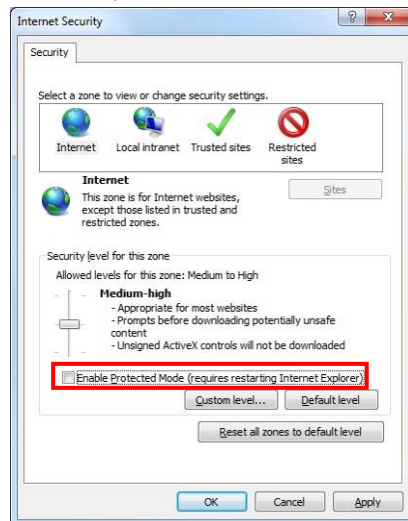 Internet Security
Security
Select a zone to view or change security settings.
Internet
Local intranet
Trusted sites
Restricted
sites
Internet
This zone is for Internet websites,
except those listed in trusted and
restricted zones.
Sites
Security level for this zone
Allowed levels for this zone: Medium to High
Medium-high
- Appropriate for most websites
- Prompts before downloading potentially unsafe
content
- Unsigned ActiveX controls will not be downloaded
Enable Protected Mode (requires restarting Internet Explorer)
Custom level... Default level
Reset all zones to default level
OK Cancel Apply